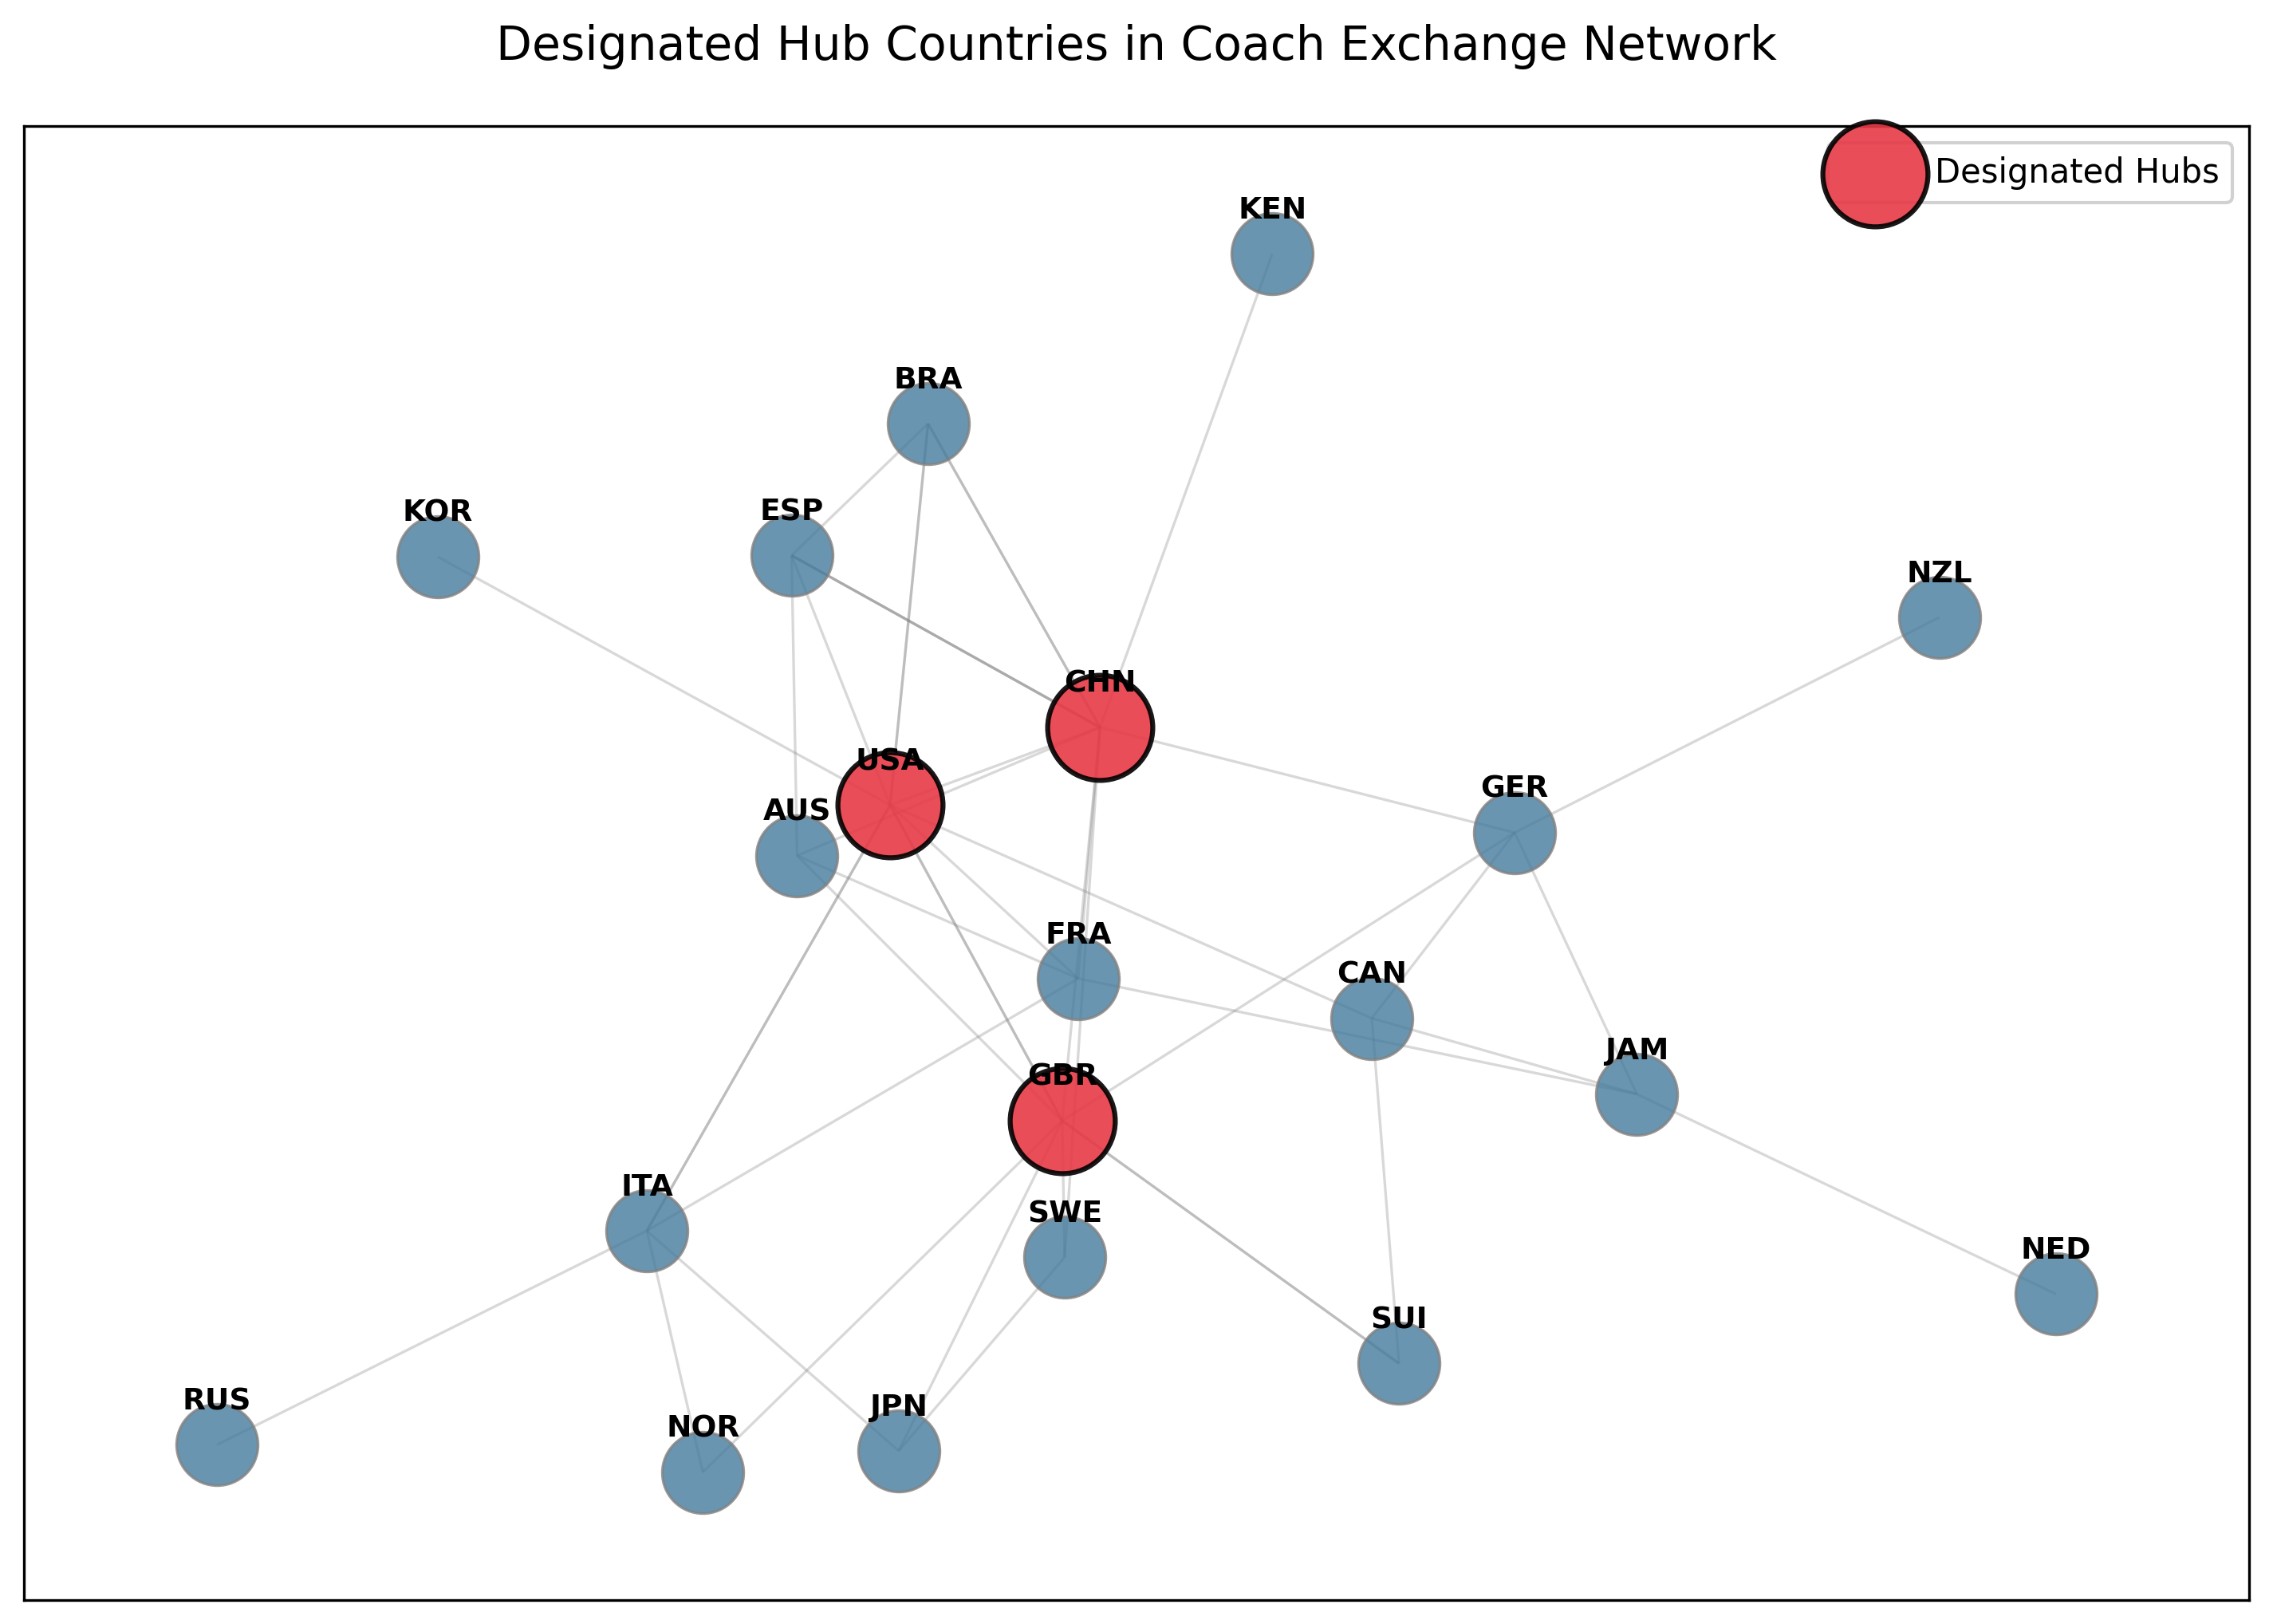 Designated Hub Countries in Coach Exchange Network
Designated Hubs
KEN
BRA
KOR
ESP
NZL
CHN
USA
GER
AUS
FRA
CAN
JAM
GBR
ITA
SWE
NED
SUI
RUS
JPN
NOR